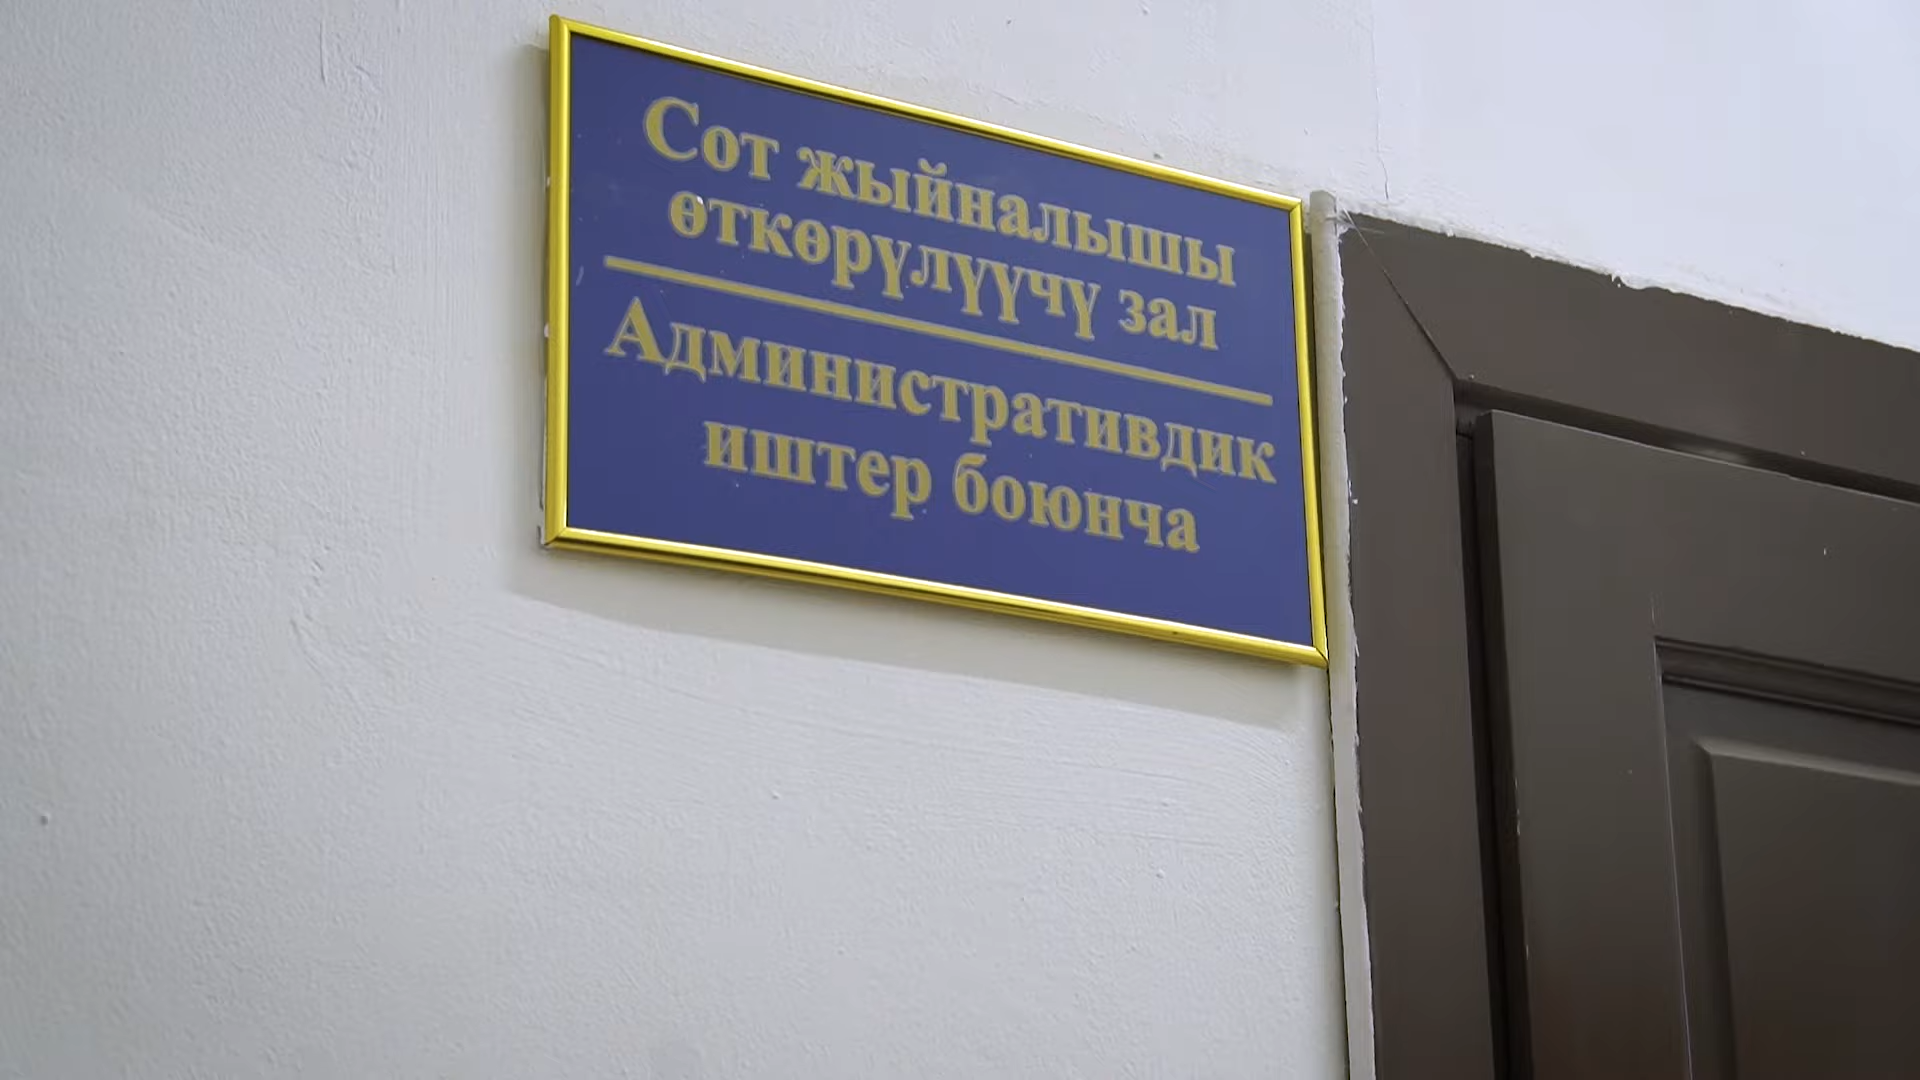 Сот жыйналышы
өткөрүлүүчү зал
Административдик
иштер боюнча